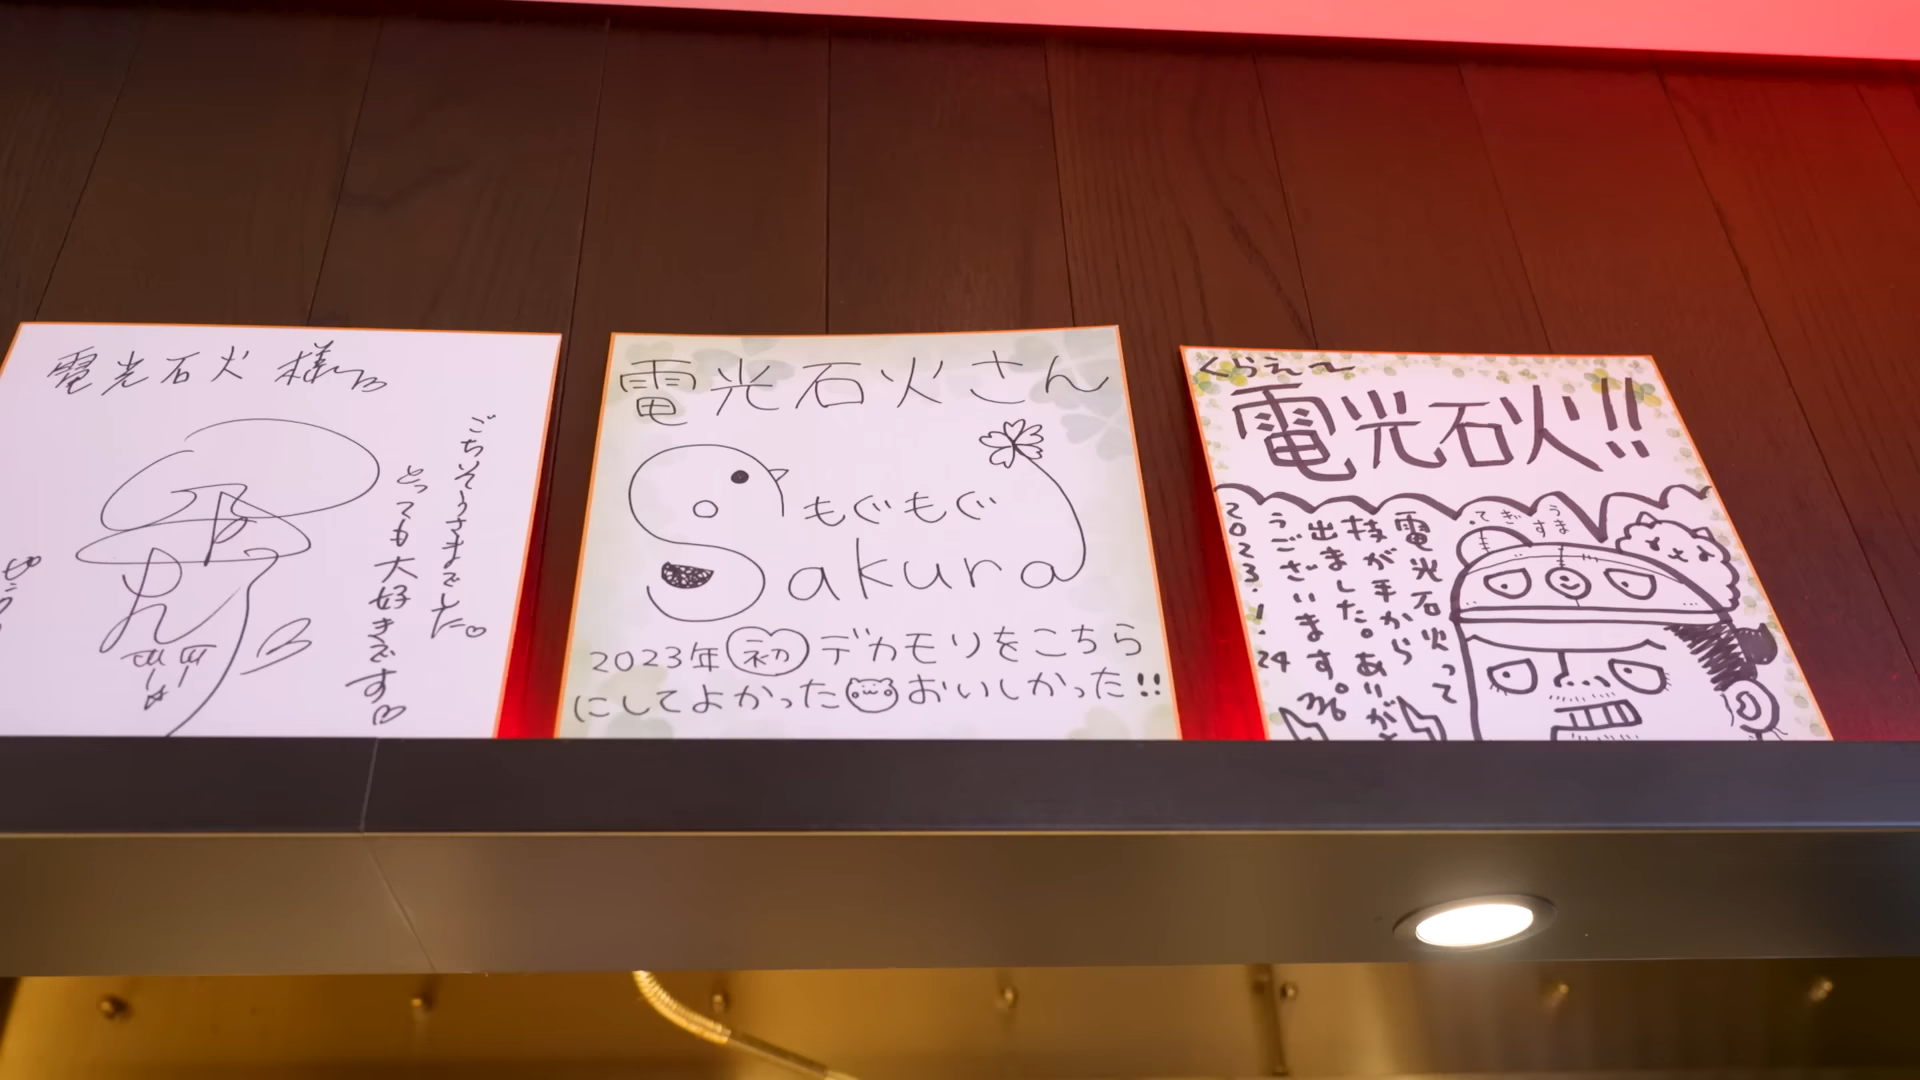 電光石火様
ごちそうさまでした。♡
とっても大好きです♡
電光石火さん
もぐもぐ
Sakura
2023年初デカモリをこちら
にしてよかった おいしかった!!
くらえ〜
電光石火!!
うま
すぎ
て。
電光石火って
技が手から
出ました。ありがと
うございます。
2023.1.24